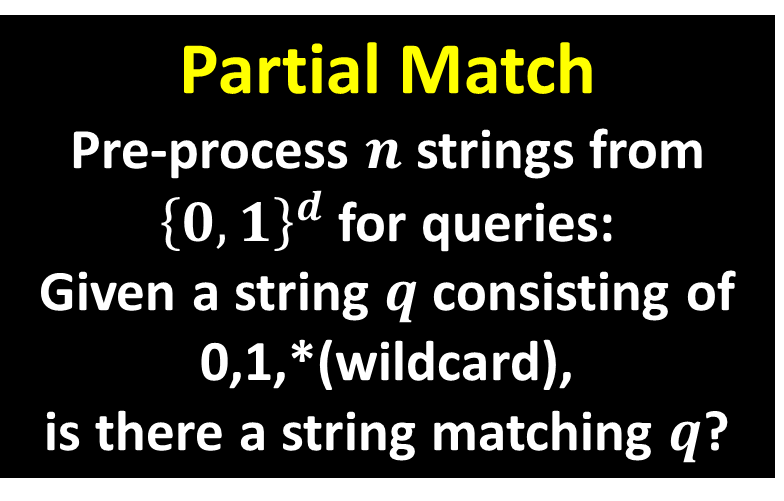 Partial Match
Pre-process n strings from
{0, 1}^d for queries:
Given a string q consisting of
0,1,*(wildcard),
is there a string matching q?